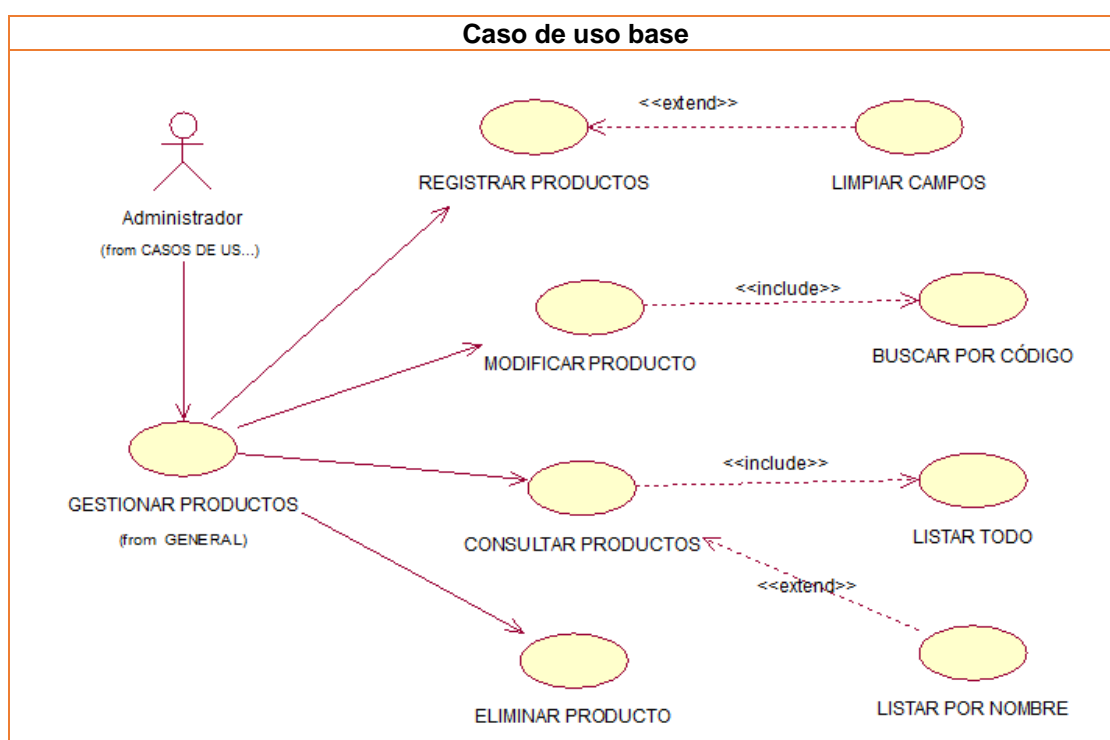 Caso de uso base
<<extend>>
REGISTRAR PRODUCTOS
LIMPIAR CAMPOS
Administrador
(from CASOS DE US...)
<<include>>
MODIFICAR PRODUCTO
BUSCAR POR CÓDIGO
<<include>>
GESTIONAR PRODUCTOS
(from GENERAL)
CONSULTAR PRODUCTOS
LISTAR TODO
<<extend>>
ELIMINAR PRODUCTO
LISTAR POR NOMBRE